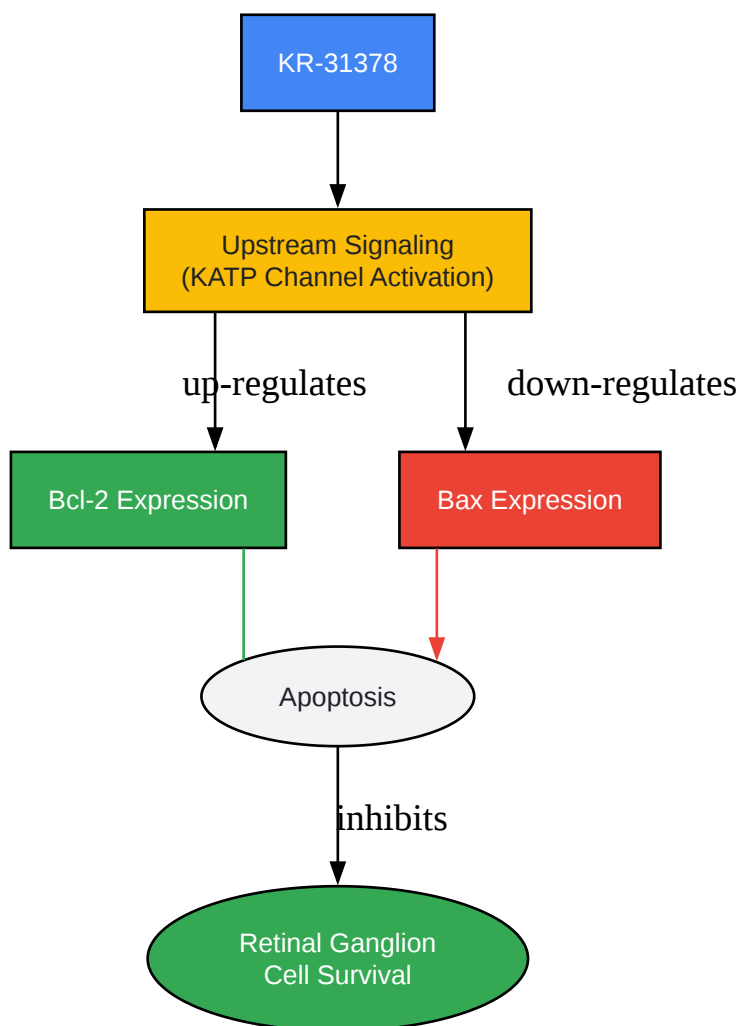 KR-31378
Upstream Signaling
(KATP Channel Activation)
up-regulates
down-regulates
Bcl-2 Expression
Bax Expression
Apoptosis
inhibits
Retinal Ganglion
Cell Survival